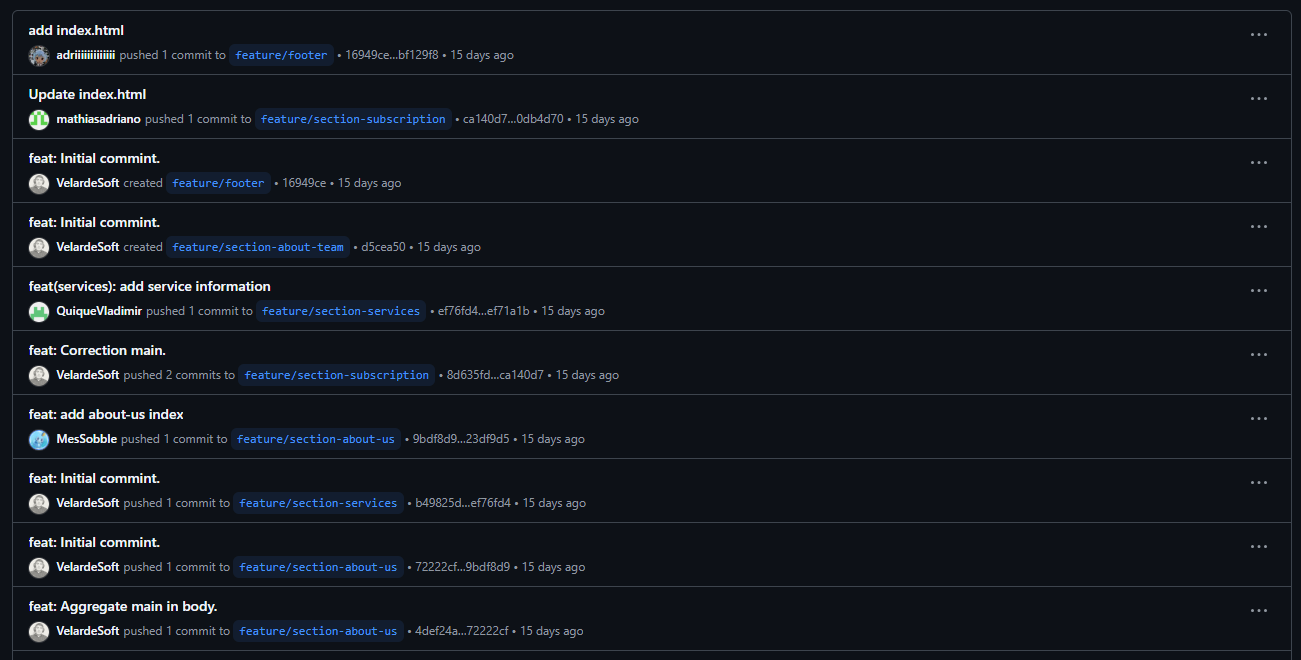 add index.html
adriiiiiiiiiiiii pushed 1 commit to feature/footer • 16949ce...bf129f8 • 15 days ago
Update index.html
mathiasadriano pushed 1 commit to feature/section-subscription • ca140d7...0db4d70 • 15 days ago
feat: Initial commint.
VelardeSoft created feature/footer • 16949ce • 15 days ago
feat: Initial commint.
VelardeSoft created feature/section-about-team • d5cea50 • 15 days ago
feat(services): add service information
QuiqueVladimir pushed 1 commit to feature/section-services • ef76fd4...ef71a1b • 15 days ago
feat: Correction main.
VelardeSoft pushed 2 commits to feature/section-subscription • 8d635fd...ca140d7 • 15 days ago
feat: add about-us index
MesSobble pushed 1 commit to feature/section-about-us • 9bdf8d9...23df9d5 • 15 days ago
feat: Initial commint.
VelardeSoft pushed 1 commit to feature/section-services • b49825d...ef76fd4 • 15 days ago
feat: Initial commint.
VelardeSoft pushed 1 commit to feature/section-about-us • 72222cf...9bdf8d9 • 15 days ago
feat: Aggregate main in body.
VelardeSoft pushed 1 commit to feature/section-about-us • 4def24a...72222cf • 15 days ago